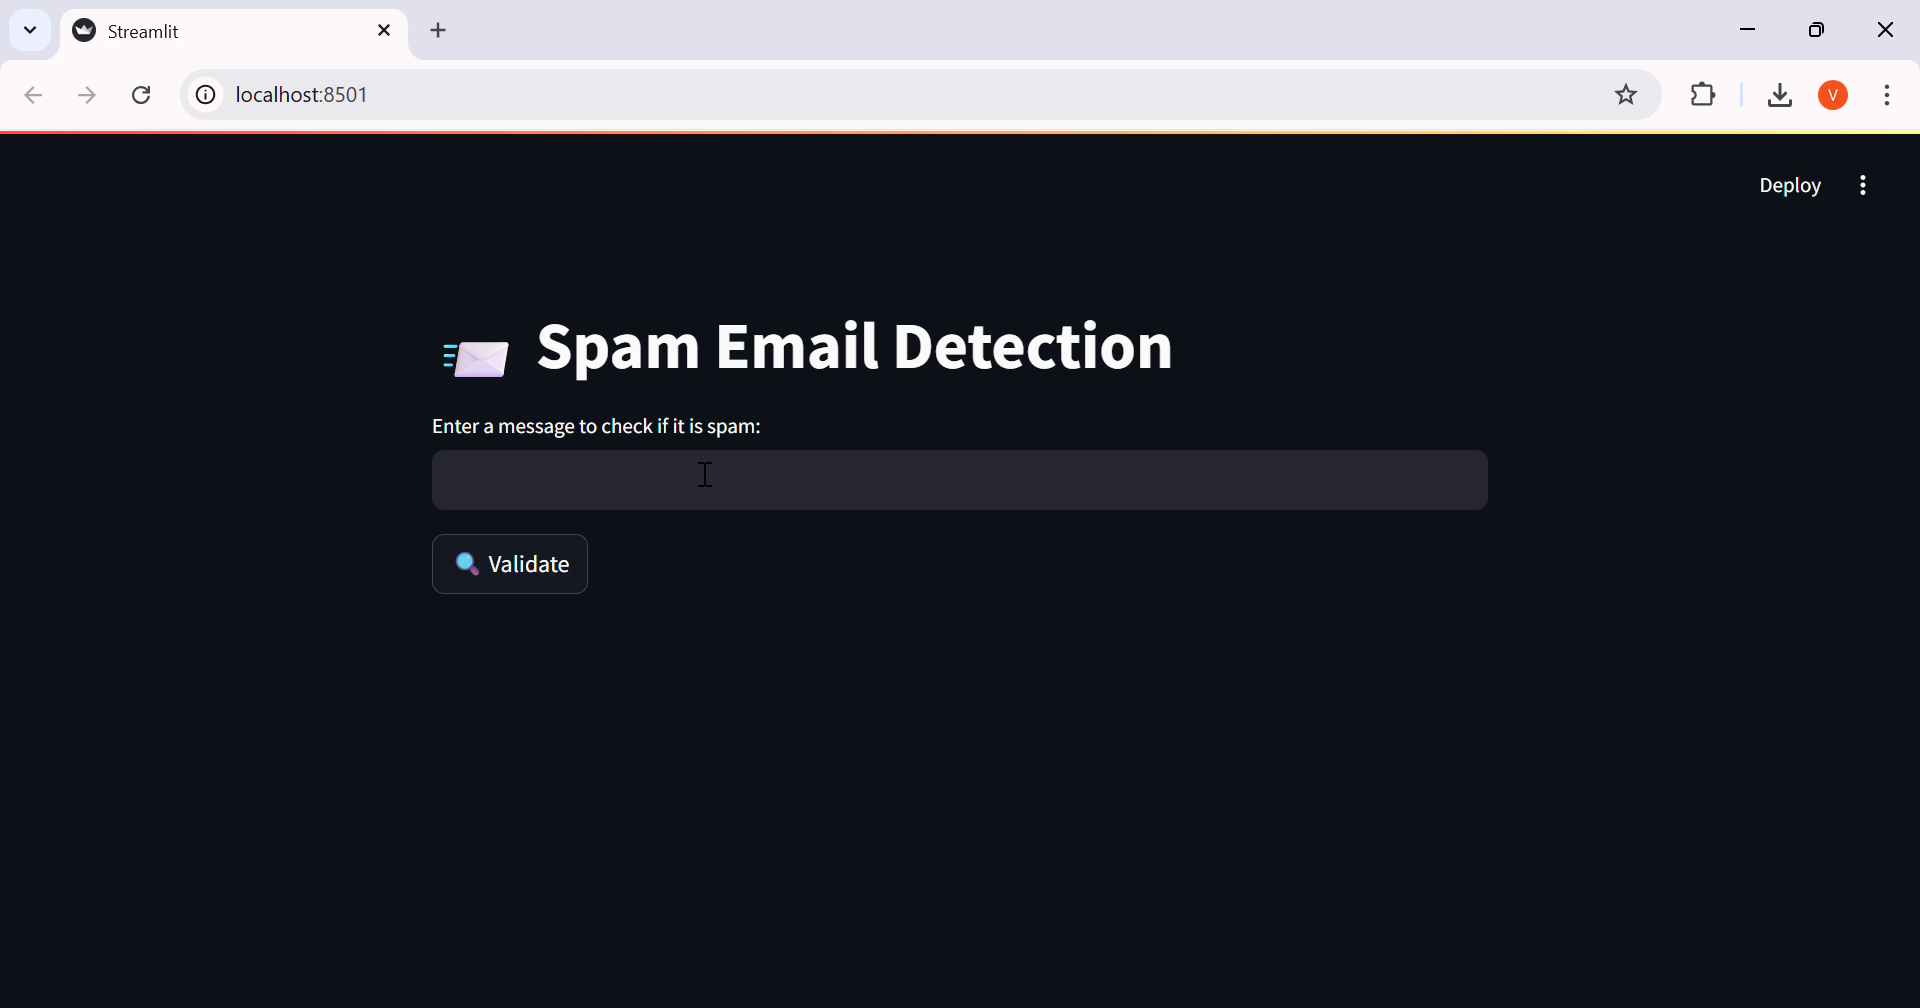 Streamlit
localhost:8501
V
Deploy
Spam Email Detection
Enter a message to check if it is spam:
Validate